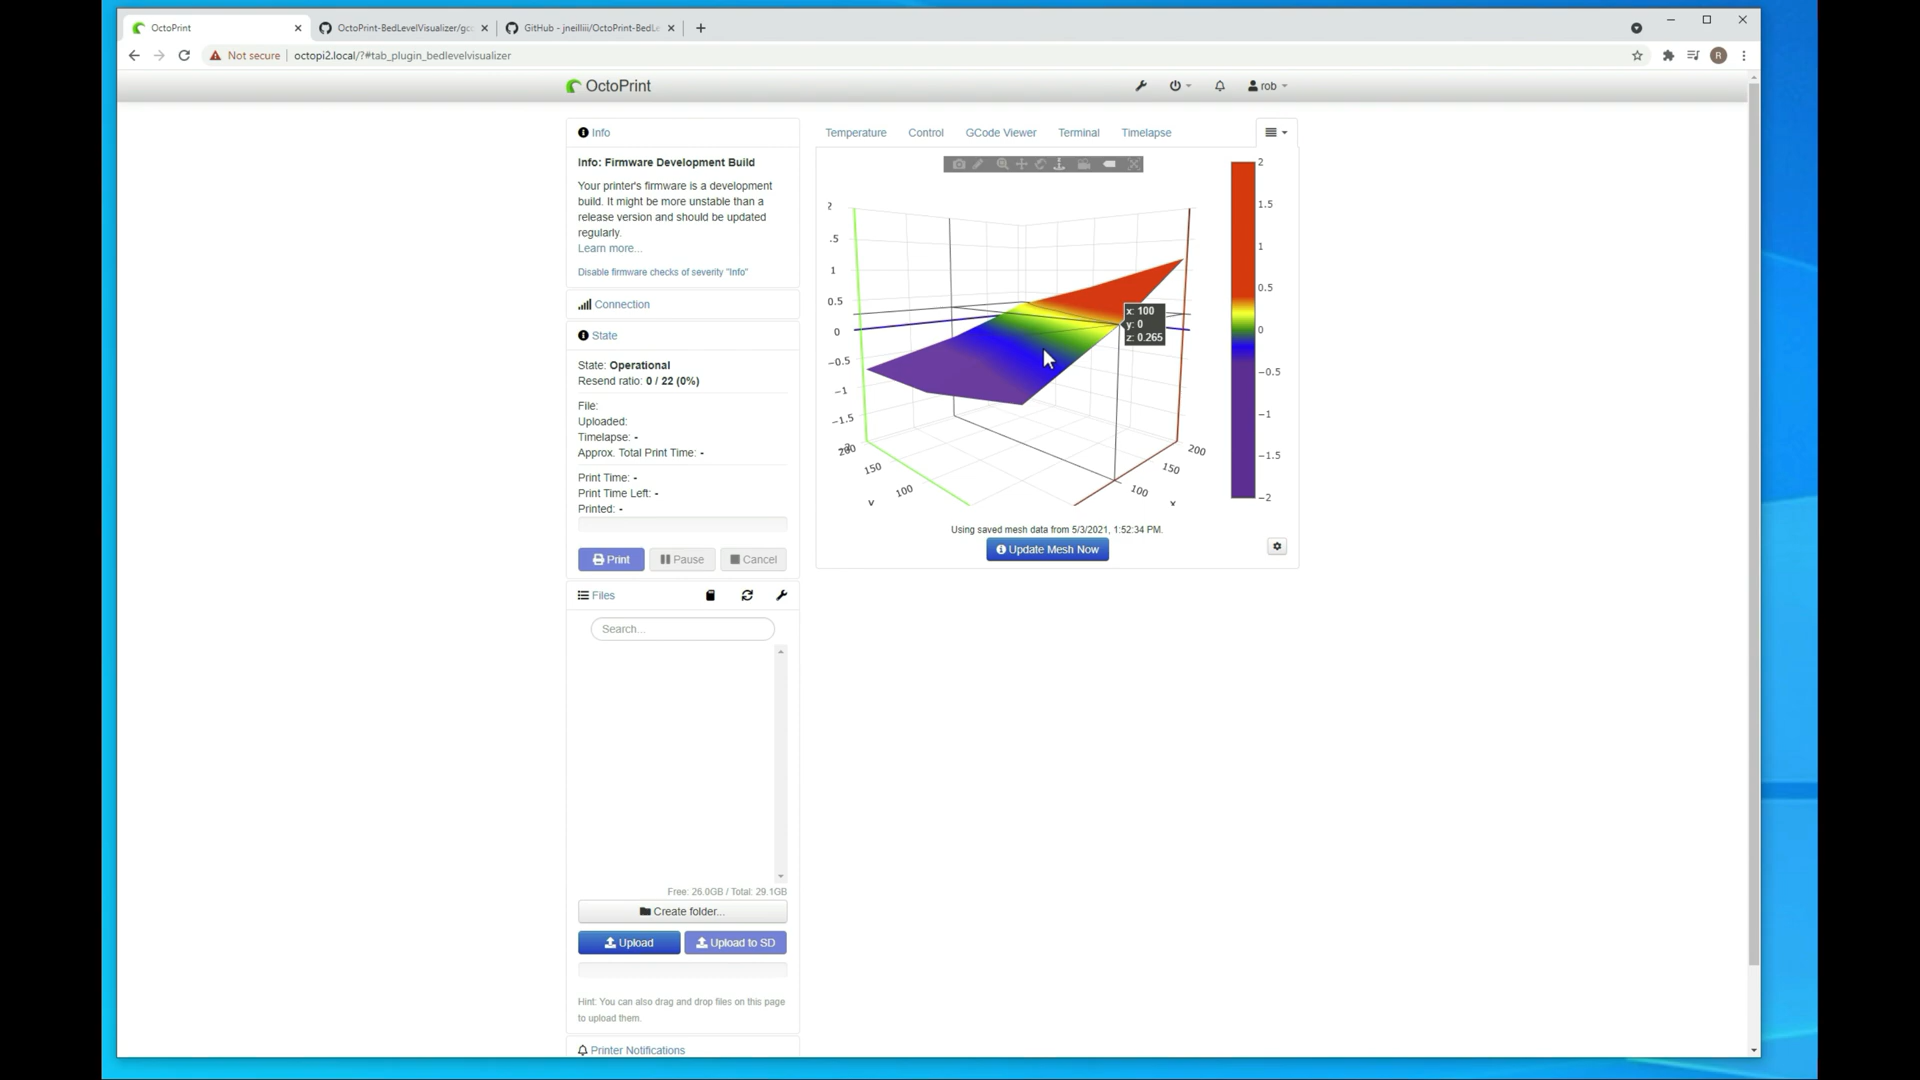 OctoPrint
OctoPrint-BedLevelVisualizer/gc
GitHub - jneilliii/OctoPrint-BedL
Not secure
octopi2.local/?#tab_plugin_bedlevelvisualizer
R
OctoPrint
rob
Info
Info: Firmware Development Build
Your printer's firmware is a development
build. It might be more unstable than a
release version and should be updated
regularly.
Learn more...
Disable firmware checks of severity "Info"
Connection
State
State: Operational
Resend ratio: 0 / 22 (0%)
File:
Uploaded:
Timelapse: -
Approx. Total Print Time: -
Print Time: -
Print Time Left: -
Printed: -
Print
Pause
Cancel
Files
Search...
Free: 26.0GB / Total: 29.1GB
Create folder...
Upload
Upload to SD
Hint: You can also drag and drop files on this page
to upload them.
Printer Notifications
Temperature
Control
GCode Viewer
Terminal
Timelapse
2
.5
1
0.5
0
−0.5
−1
−1.5
200
150
100
y
200
150
100
x
x: 100
y: 0
z: 0.265
2
1.5
1
0.5
0
−0.5
−1
−1.5
−2
Using saved mesh data from 5/3/2021, 1:52:34 PM.
Update Mesh Now